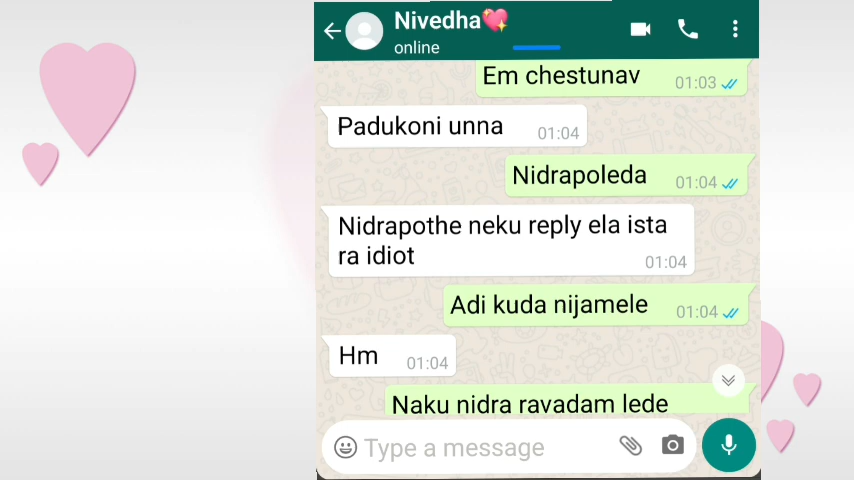 Nivedha💖
online
Em chestunav 01:03
Padukoni unna 01:04
Nidrapoleda 01:04
Nidrapothe neku reply ela ista
ra idiot 01:04
Adi kuda nijamele 01:04
Hm 01:04
Naku nidra ravadam lede
Type a message